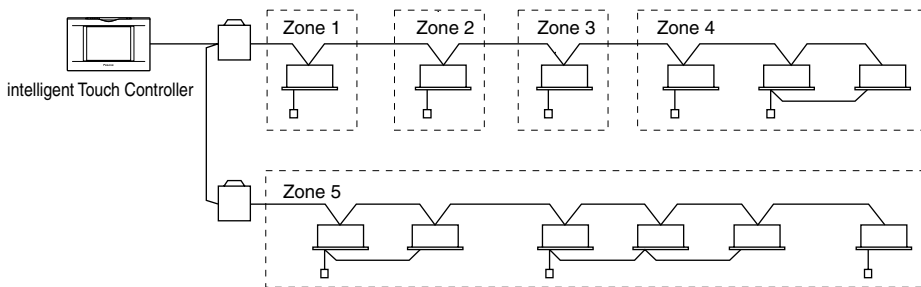 Zone 1
Zone 2
Zone 3
Zone 4
intelligent Touch Controller
Zone 5